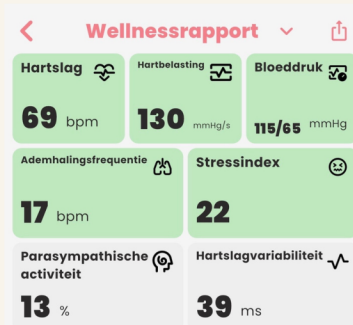 Wellnessrapport
Hartslag
69 bpm
Hartbelasting
130 mmHg/s
Bloeddruk
115/65 mmHg
Ademhalingsfrequentie
17 bpm
Stressindex
22
Parasympathische
activiteit
13 %
Hartslagvariabiliteit
39 ms